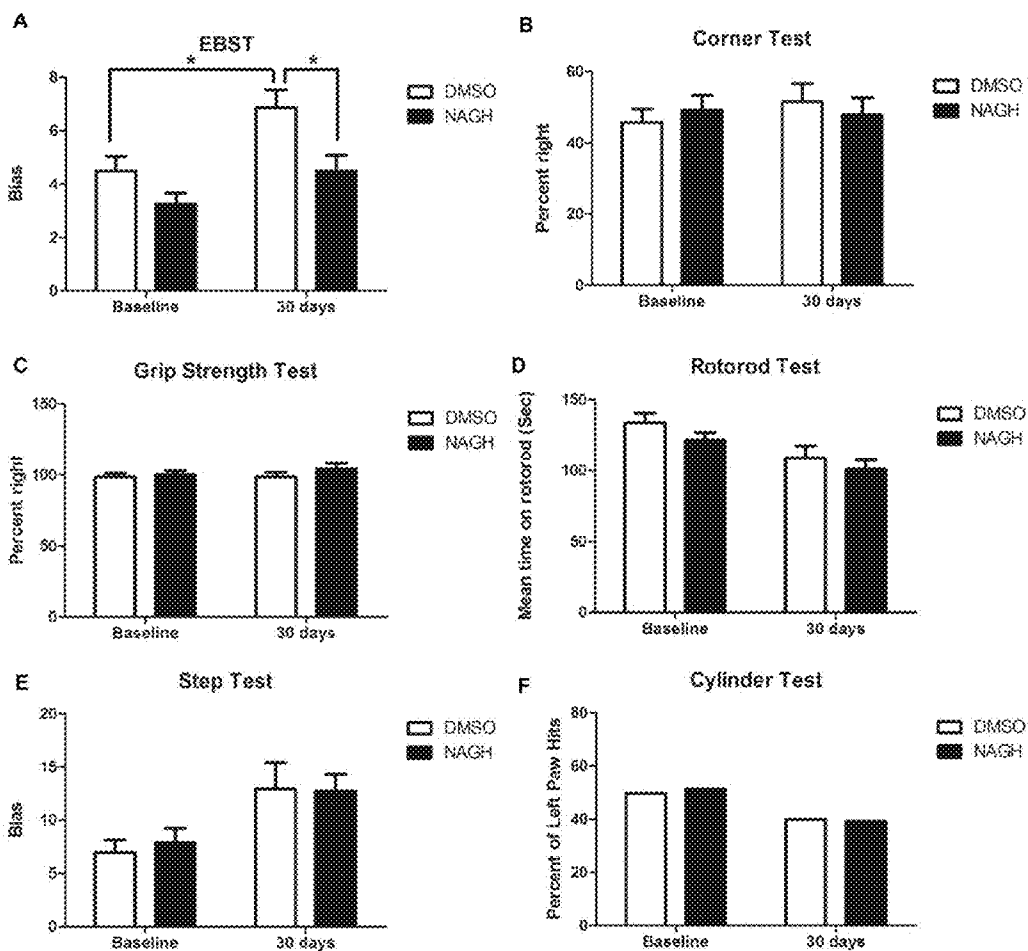 A
EBST
*
*
Bias
8
6
4
2
0
Baseline
30 days
DMSO
NAGH
B
Corner Test
Percent right
60
40
20
0
Baseline
30 days
DMSO
NAGH
C
Grip Strength Test
Percent right
150
100
50
0
Baseline
30 days
DMSO
NAGH
D
Rotorod Test
Mean time on rotorod (Sec)
150
100
50
0
Baseline
30 days
DMSO
NAGH
E
Step Test
Bias
20
15
10
5
0
Baseline
30 days
DMSO
NAGH
F
Cylinder Test
Percent of Left Paw Hits
80
60
40
20
0
Baseline
30 days
DMSO
NAGH